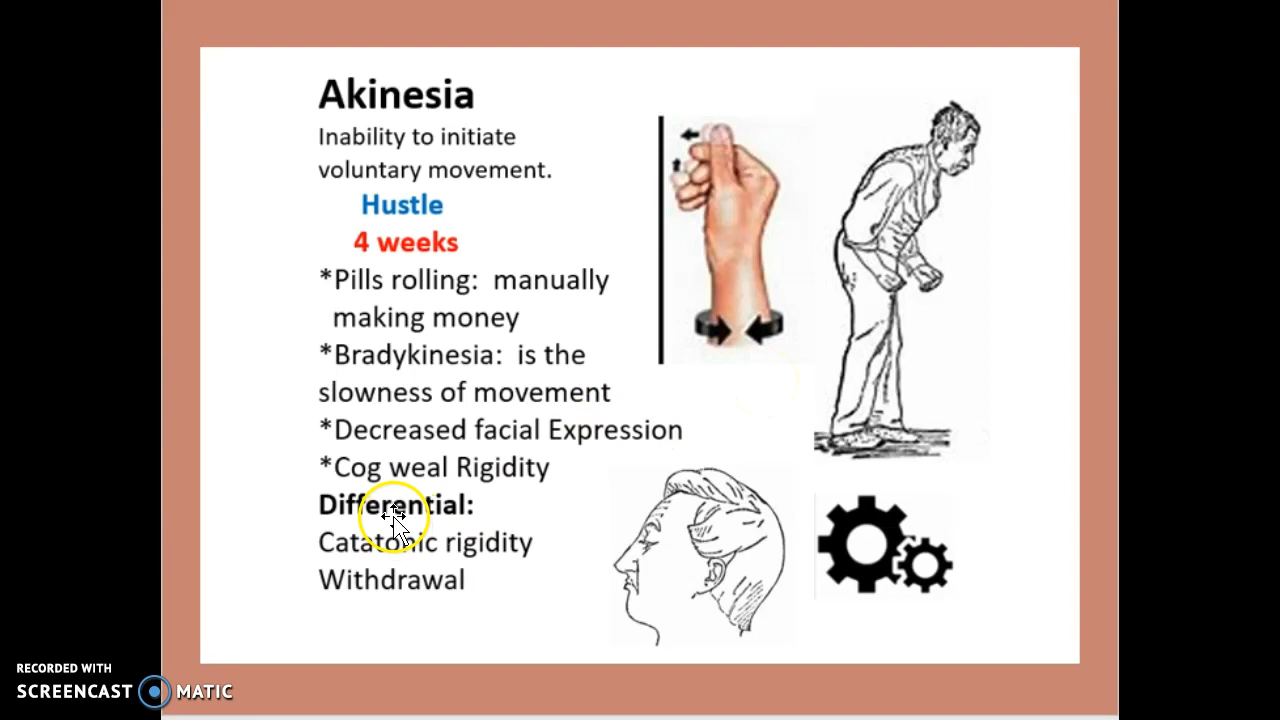 Akinesia
Inability to initiate
voluntary movement.
Hustle
4 weeks
*Pills rolling:  manually
making money
*Bradykinesia:  is the
slowness of movement
*Decreased facial Expression
*Cog weal Rigidity
Differential:
Catatonic rigidity
Withdrawal
RECORDED WITH
SCREENCAST MATIC